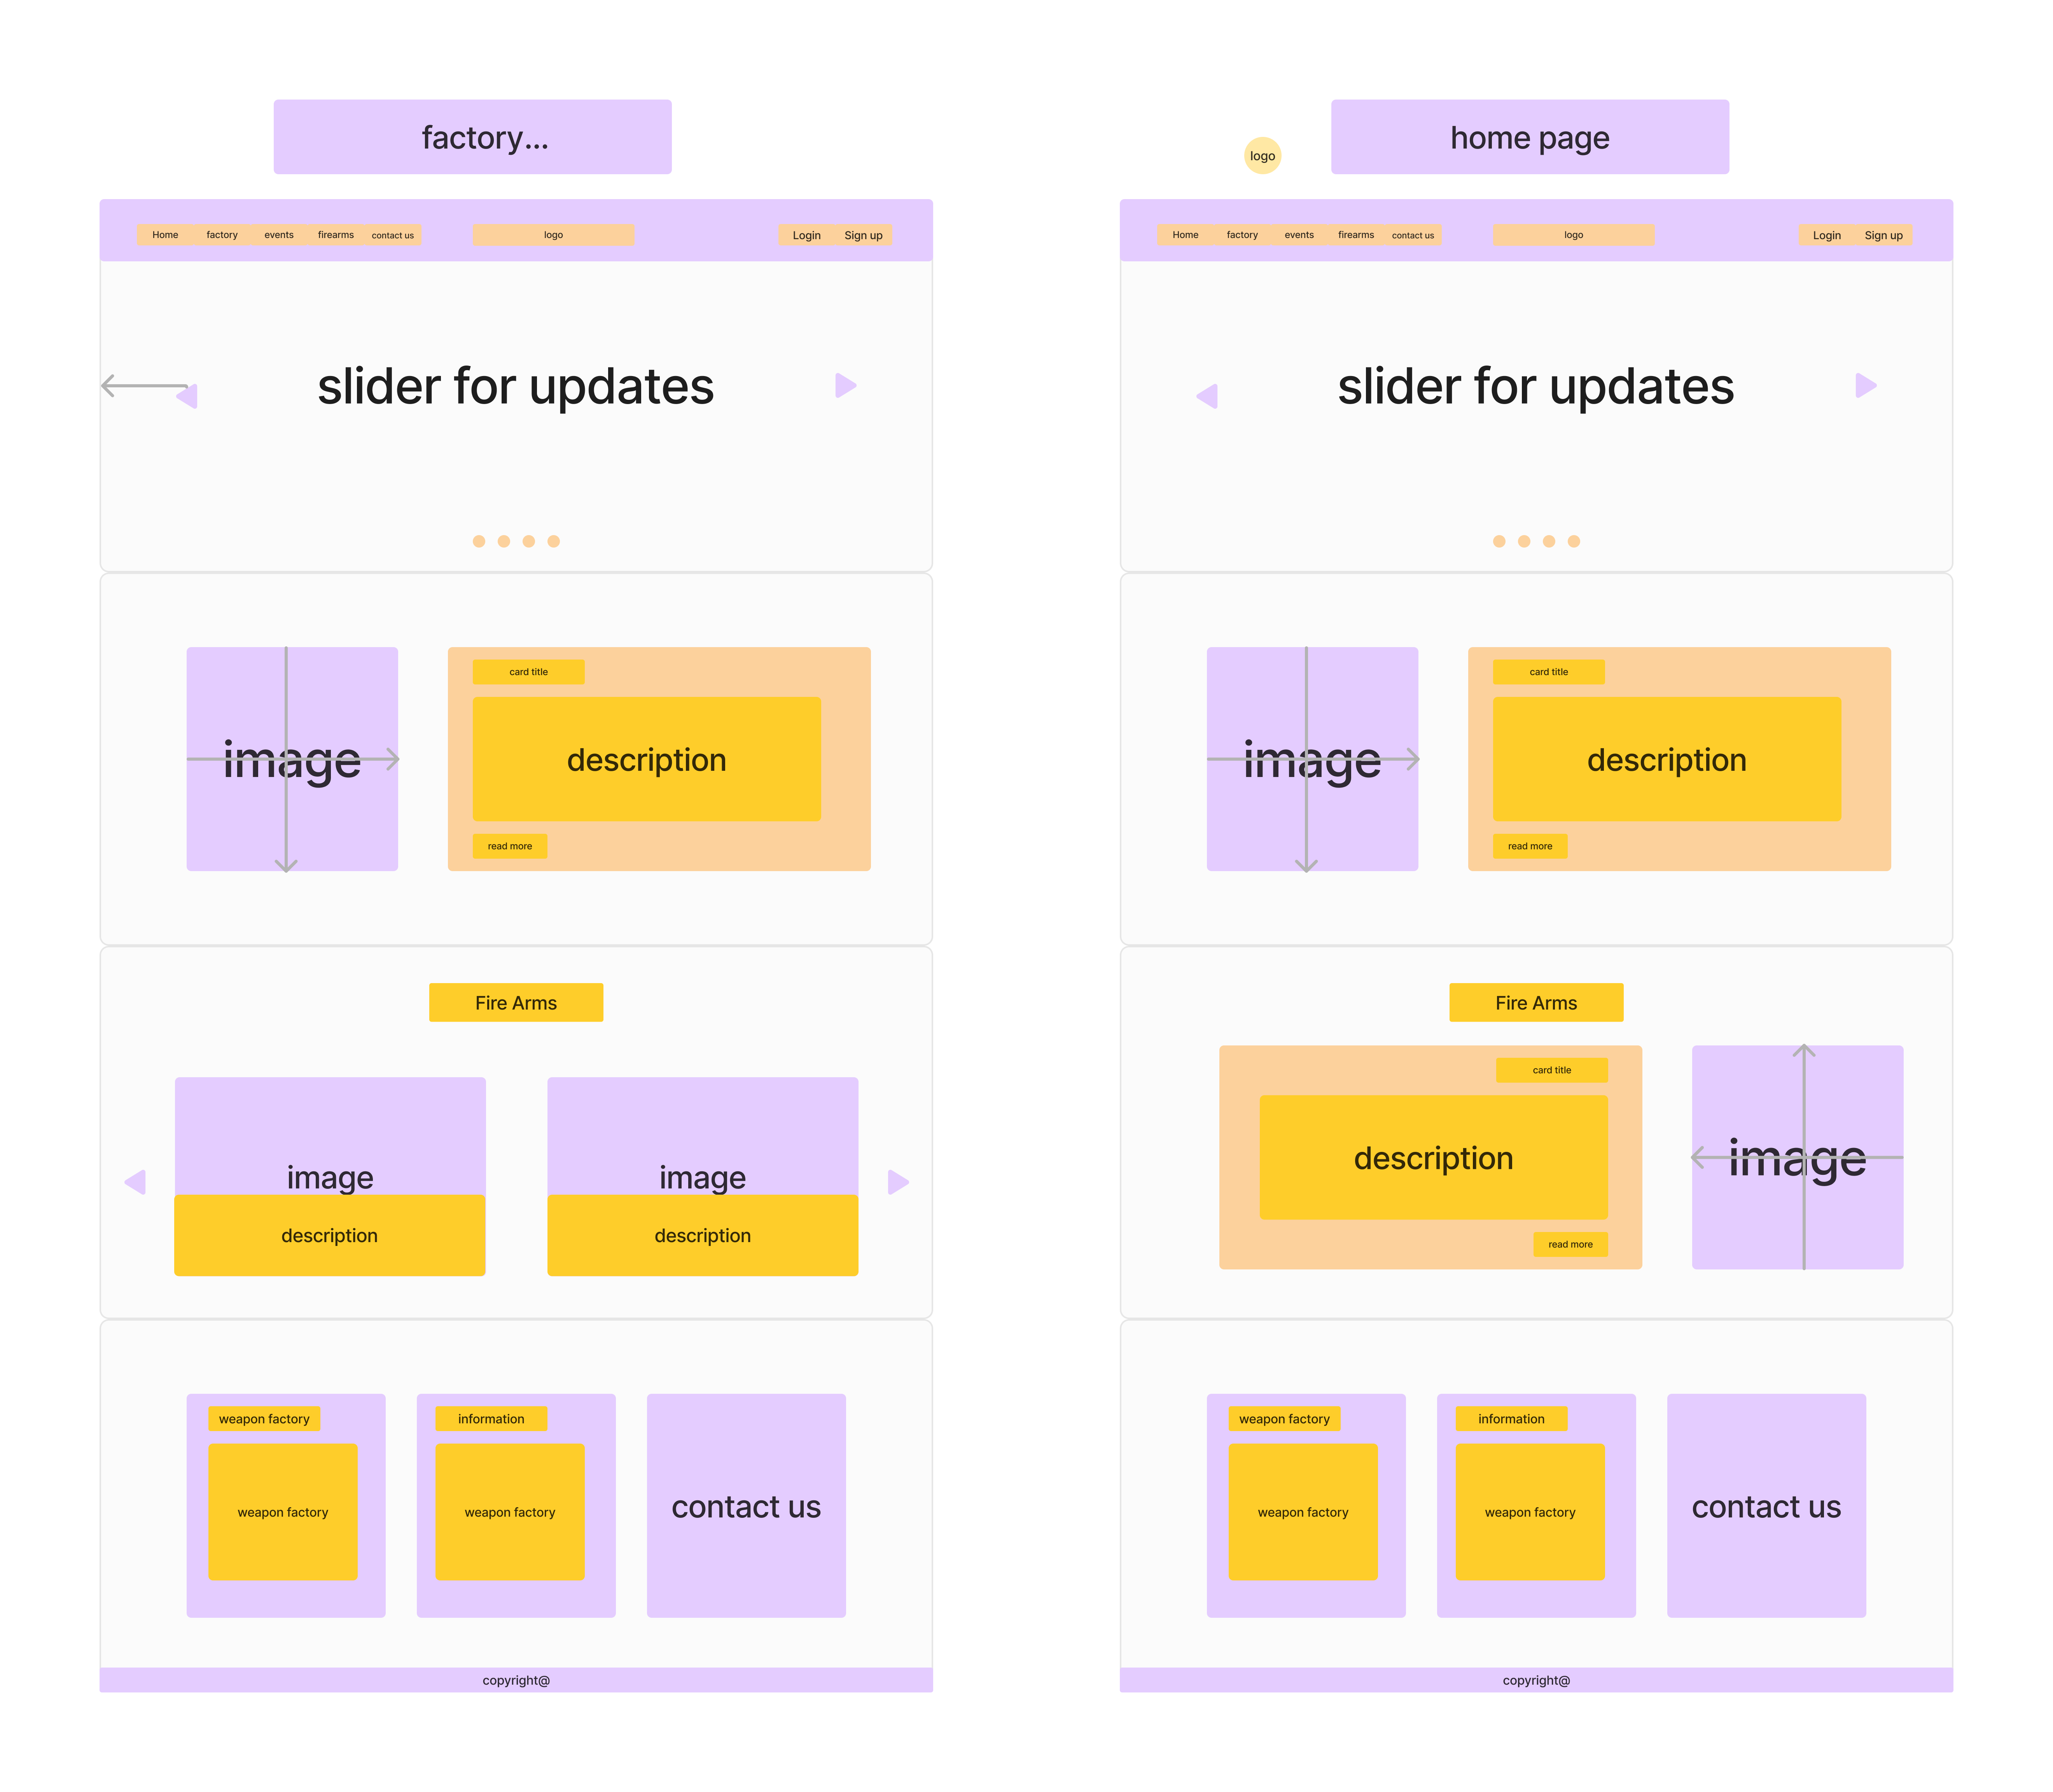 factory...
Home factory events firearms contact us logo Login Sign up
slider for updates
image
card title
description
read more
Fire Arms
image
description
image
description
weapon factory
weapon factory
information
weapon factory
contact us
copyright@
logo
home page
Home factory events firearms contact us logo Login Sign up
slider for updates
image
card title
description
read more
Fire Arms
card title
description
read more
image
weapon factory
weapon factory
information
weapon factory
contact us
copyright@